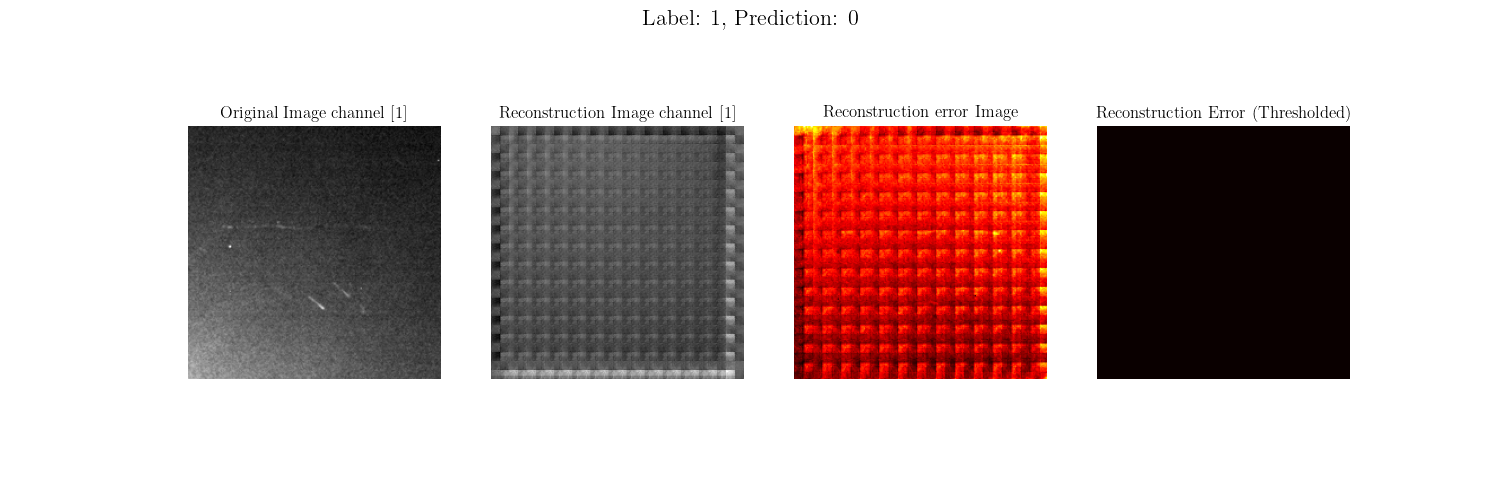 Label: 1, Prediction: 0
Original Image channel [1]
Reconstruction Image channel [1]
Reconstruction error Image
Reconstruction Error (Thresholded)